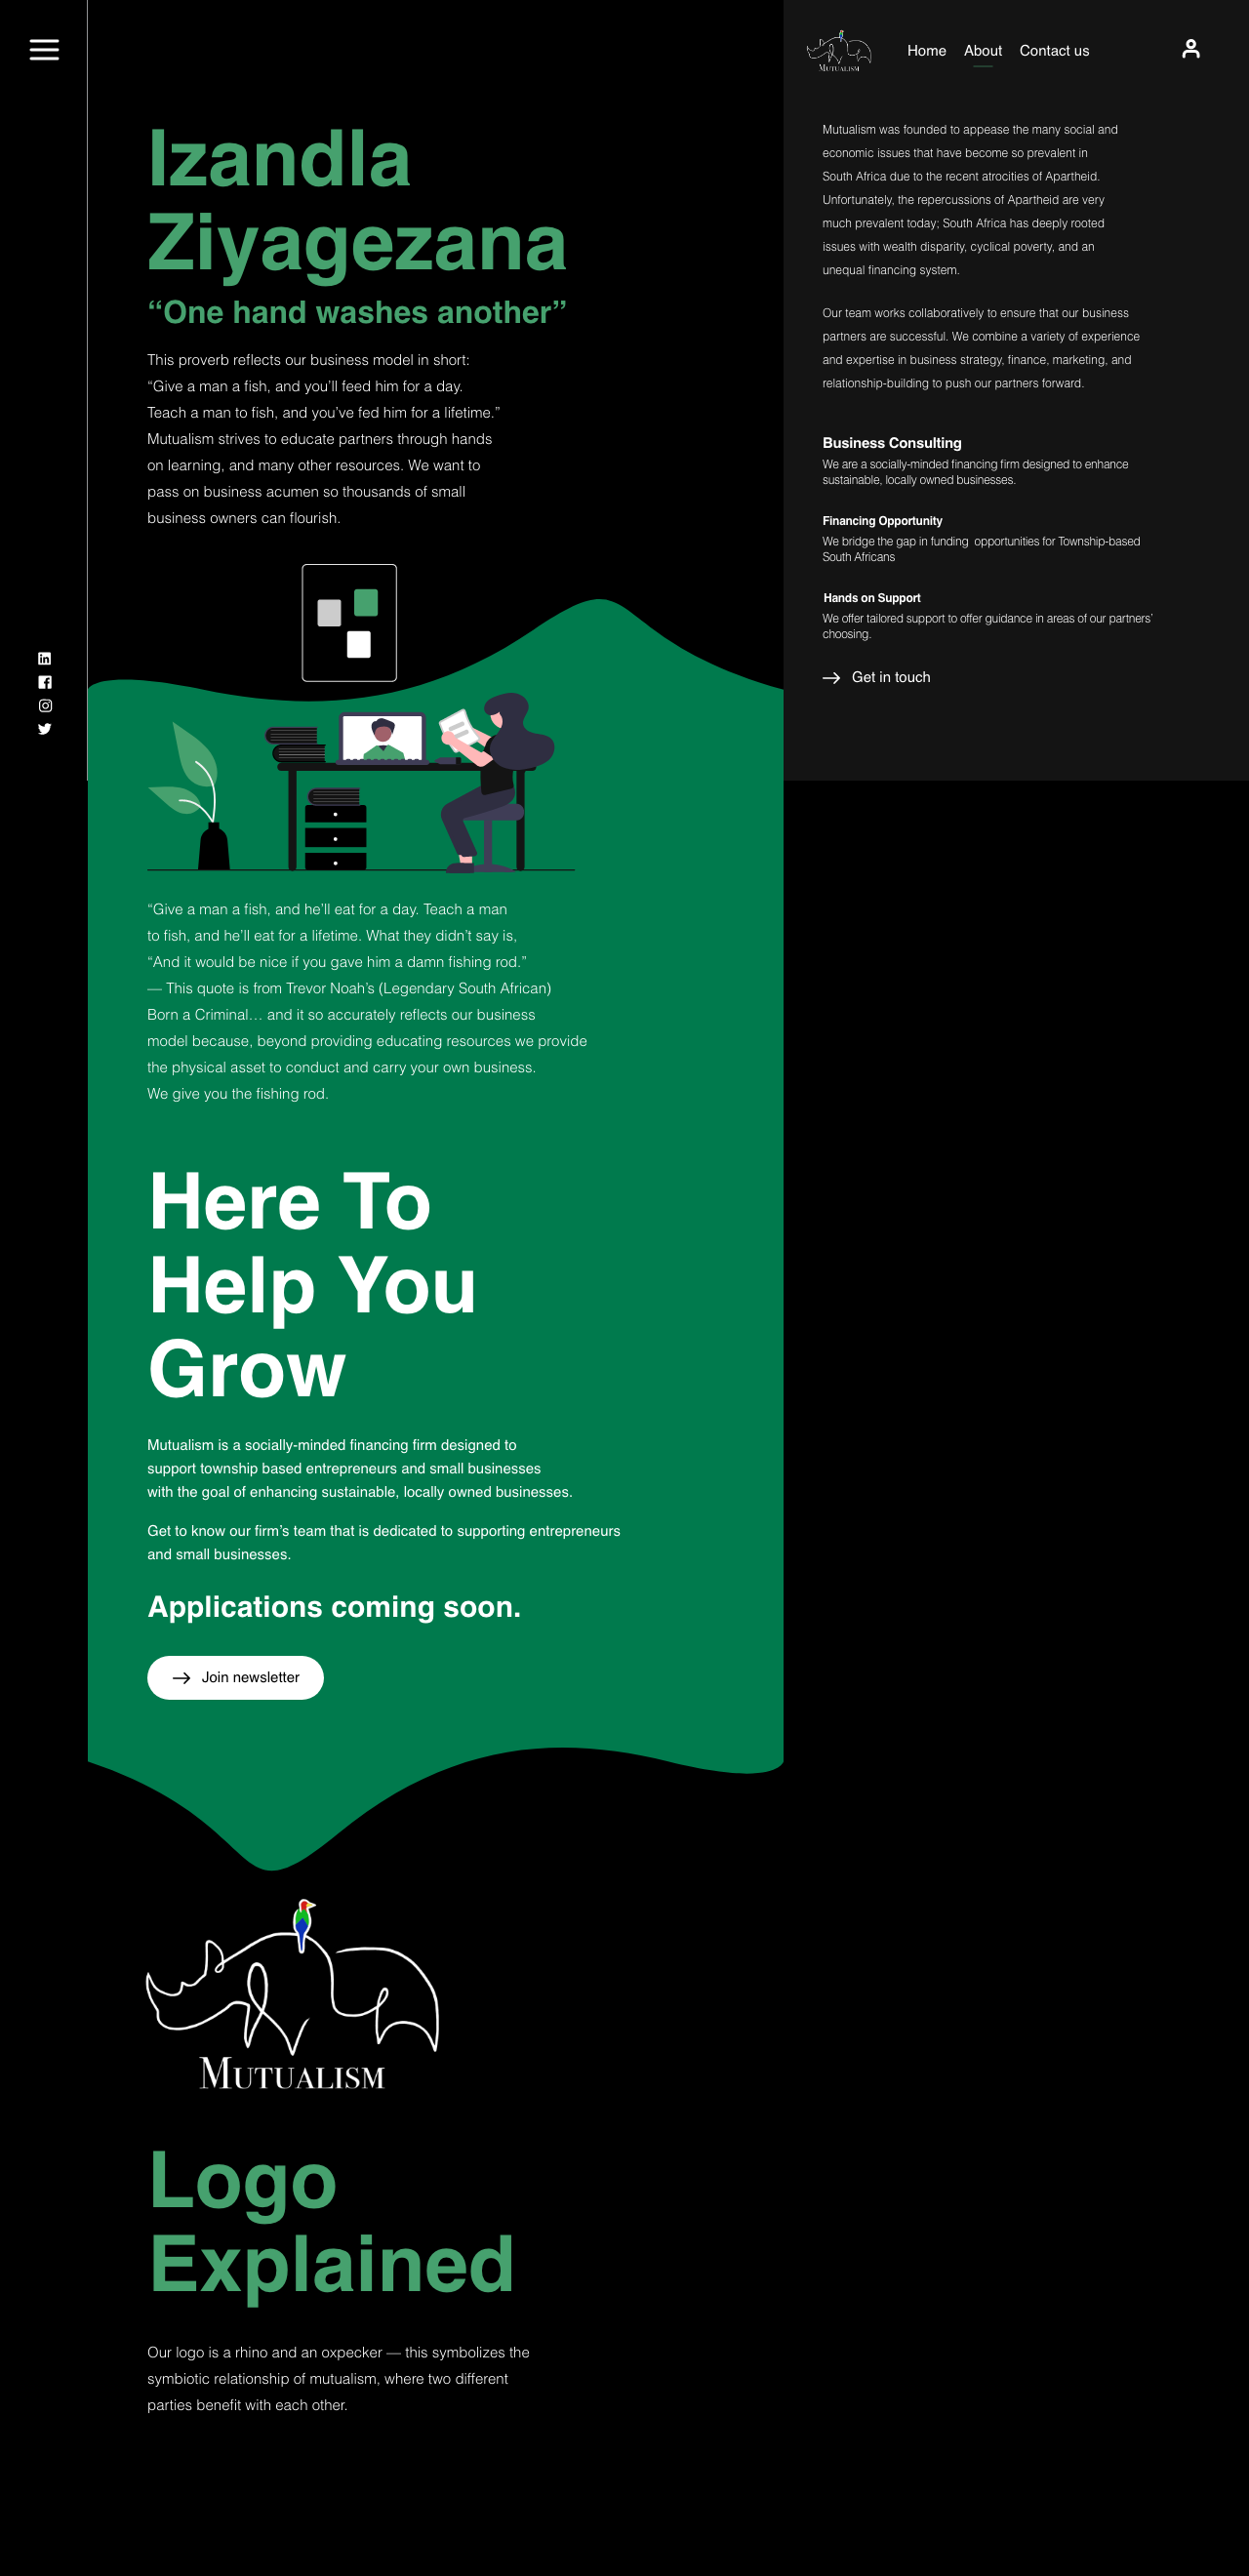 Izandla
Ziyagezana
“One hand washes another”
This proverb reflects our business model in short:
“Give a man a fish, and you’ll feed him for a day.
Teach a man to fish, and you’ve fed him for a lifetime.”
Mutualism strives to educate partners through hands
on learning, and many other resources. We want to
pass on business acumen so thousands of small
business owners can flourish.
“Give a man a fish, and he’ll eat for a day. Teach a man
to fish, and he’ll eat for a lifetime. What they didn’t say is,
“And it would be nice if you gave him a damn fishing rod.”
— This quote is from Trevor Noah’s (Legendary South African)
Born a Criminal… and it so accurately reflects our business
model because, beyond providing educating resources we provide
the physical asset to conduct and carry your own business.
We give you the fishing rod.
Here To
Help You
Grow
Mutualism is a socially-minded financing firm designed to
support township based entrepreneurs and small businesses
with the goal of enhancing sustainable, locally owned businesses.
Get to know our firm’s team that is dedicated to supporting entrepreneurs
and small businesses.
Applications coming soon.
Join newsletter
MUTUALISM
Logo
Explained
Our logo is a rhino and an oxpecker — this symbolizes the
symbiotic relationship of mutualism, where two different
parties benefit with each other.
MUTUALISM
Home About Contact us
Mutualism was founded to appease the many social and
economic issues that have become so prevalent in
South Africa due to the recent atrocities of Apartheid.
Unfortunately, the repercussions of Apartheid are very
much prevalent today; South Africa has deeply rooted
issues with wealth disparity, cyclical poverty, and an
unequal financing system.
Our team works collaboratively to ensure that our business
partners are successful. We combine a variety of experience
and expertise in business strategy, finance, marketing, and
relationship-building to push our partners forward.
Business Consulting
We are a socially-minded financing firm designed to enhance
sustainable, locally owned businesses.
Financing Opportunity
We bridge the gap in funding opportunities for Township-based
South Africans
Hands on Support
We offer tailored support to offer guidance in areas of our partners’
choosing.
Get in touch